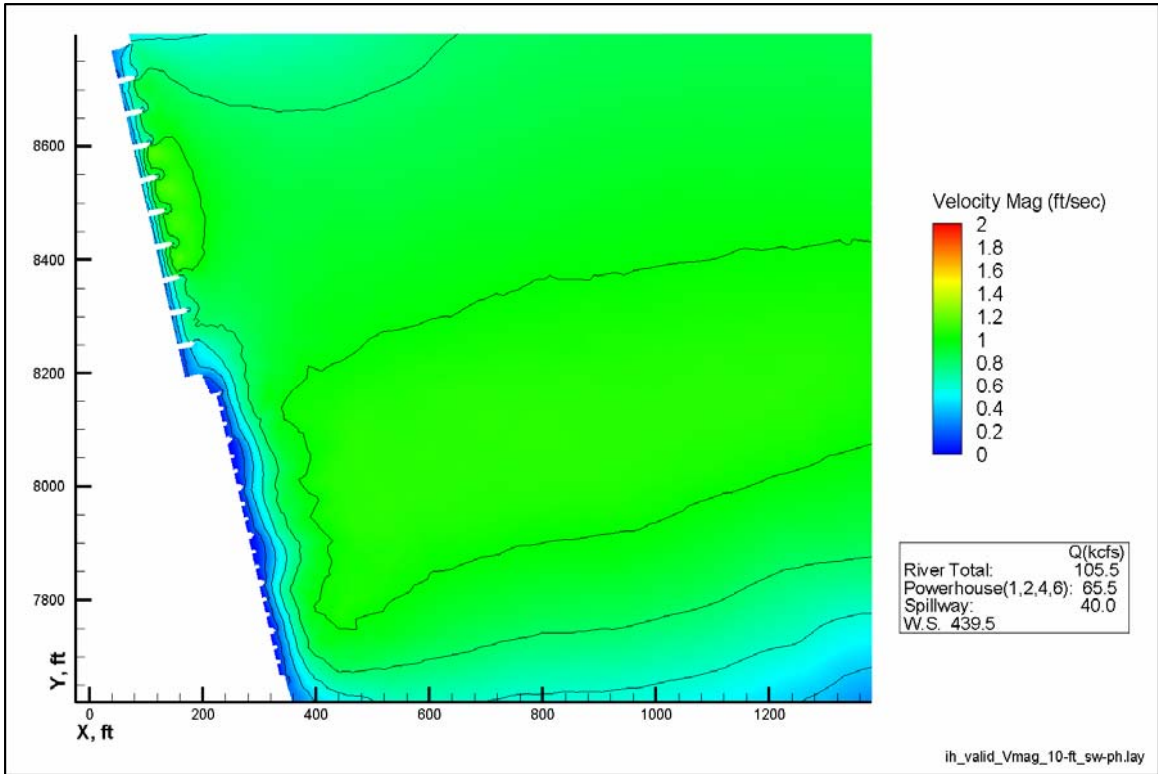 8600
8400
8200
8000
7800
Y, ft
0 200 400 600 800 1000 1200
X, ft
Velocity Mag (ft/sec)
2
1.8
1.6
1.4
1.2
1
0.8
0.6
0.4
0.2
0
Q(kcfs)
River Total: 105.5
Powerhouse(1,2,4,6): 65.5
Spillway: 40.0
W.S. 439.5
ih_valid_Vmag_10-ft_sw-ph.lay